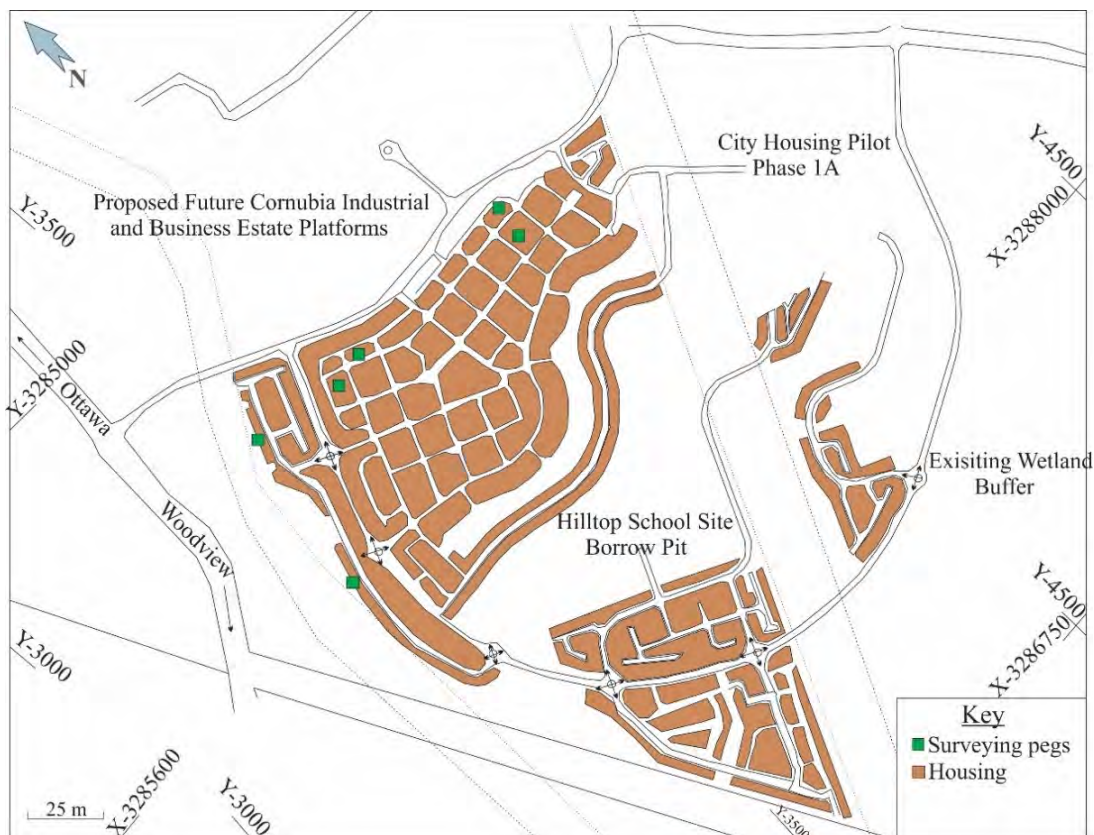 N
City Housing Pilot
Phase 1A
Y-4500
X-3288000
Proposed Future Cornubia Industrial
and Business Estate Platforms
Y-3500
Y-3285000
Ottawa
Woodview
Exisiting Wetland
Buffer
Hilltop School Site
Borrow Pit
Y-4500
X-3286750
Y-3000
Key
Surveying pegs
Housing
25 m
X-3285600
Y-3000
Y-3500